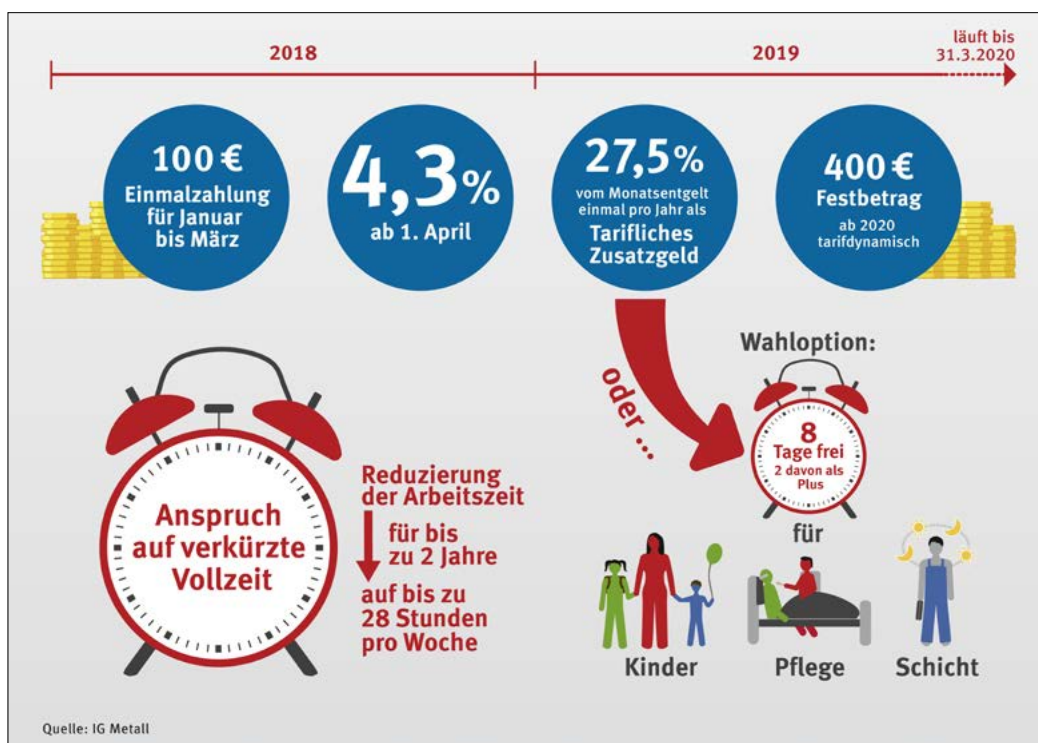 2018
2019
läuft bis
31.3.2020
100 €
Einmalzahlung
für Januar
bis März
4,3%
ab 1. April
27,5%
vom Monatsentgelt
einmal pro Jahr als
Tarifliches
Zusatzgeld
400 €
Festbetrag
ab 2020
tarifdynamisch
oder ...
Wahloption:
8
Tage frei
2 davon als
Plus
für
Kinder
Pflege
Schicht
Anspruch
auf verkürzte
Vollzeit
Reduzierung
der Arbeitszeit
für bis
zu 2 Jahre
auf bis zu
28 Stunden
pro Woche
Quelle: IG Metall